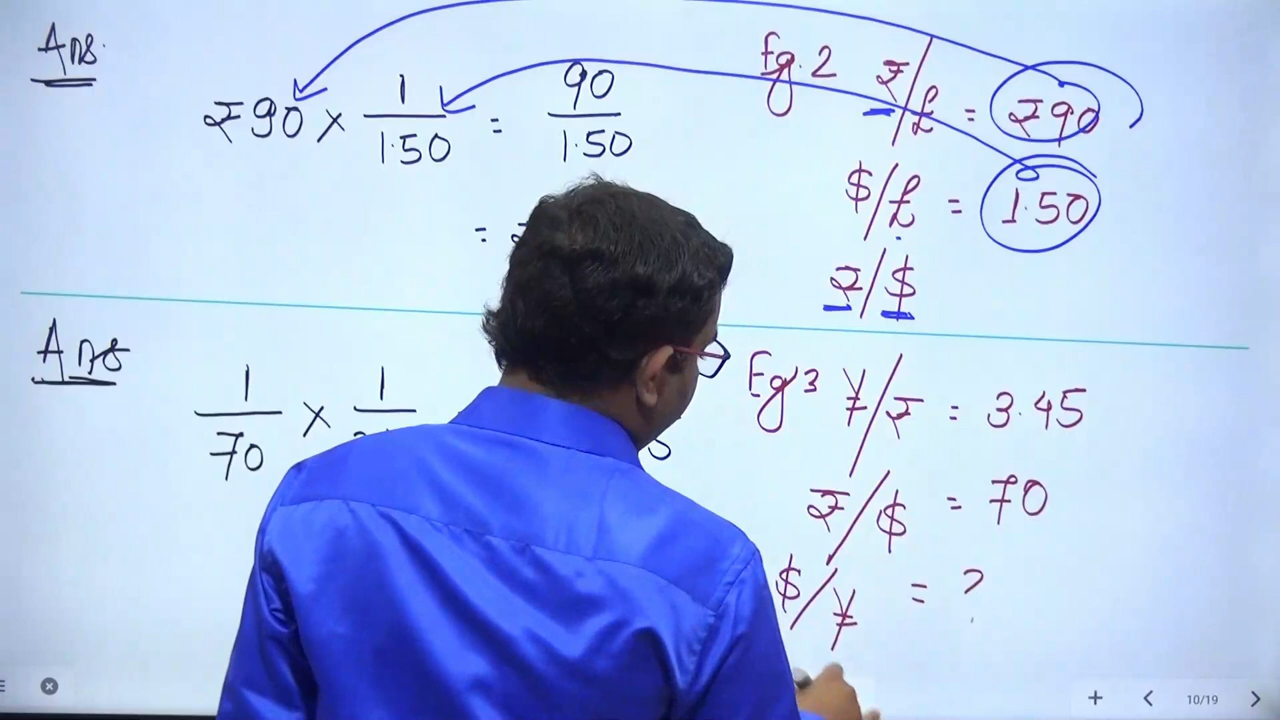 Ans.
₹90 × 1/1.50 = 90/1.50
=
Eg. 2 ₹/£ = ₹90
$/£ = 1.50
₹/$
Ans
1/70 × 1/
Eg 3 ¥/₹ = 3.45
₹/$ = 70
$/¥ = ?
10/19